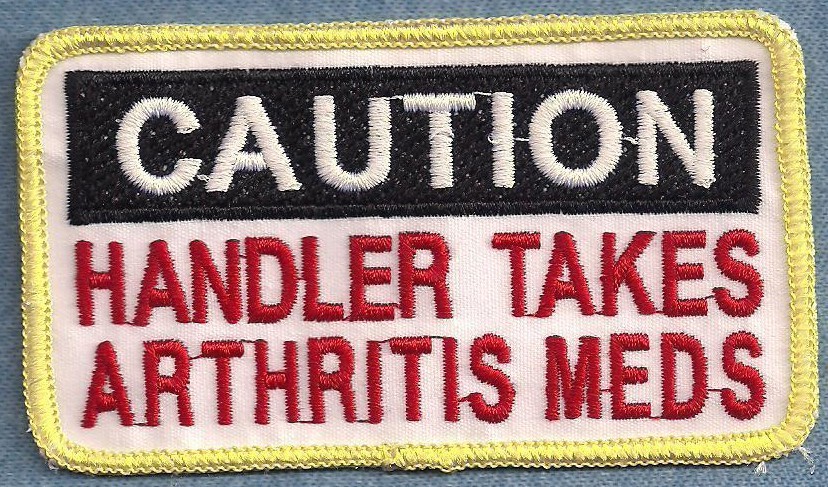 CAUTION
HANDLER TAKES
ARTHRITIS MEDS